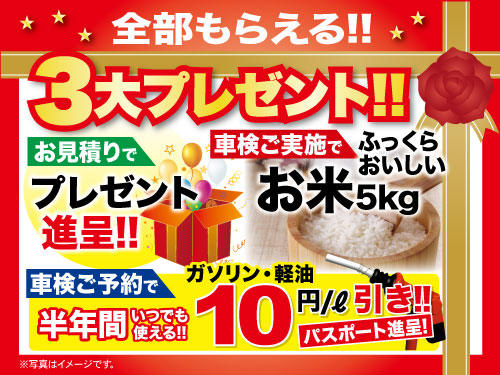 全部もらえる!!
3大プレゼント!!
お見積りで
プレゼント
進呈!!
車検ご実施で
ふっくら
おいしい
お米5kg
車検ご予約で
半年間いつでも使える!!
ガソリン・軽油
10円/ℓ引き!!
パスポート進呈!
※写真はイメージです。